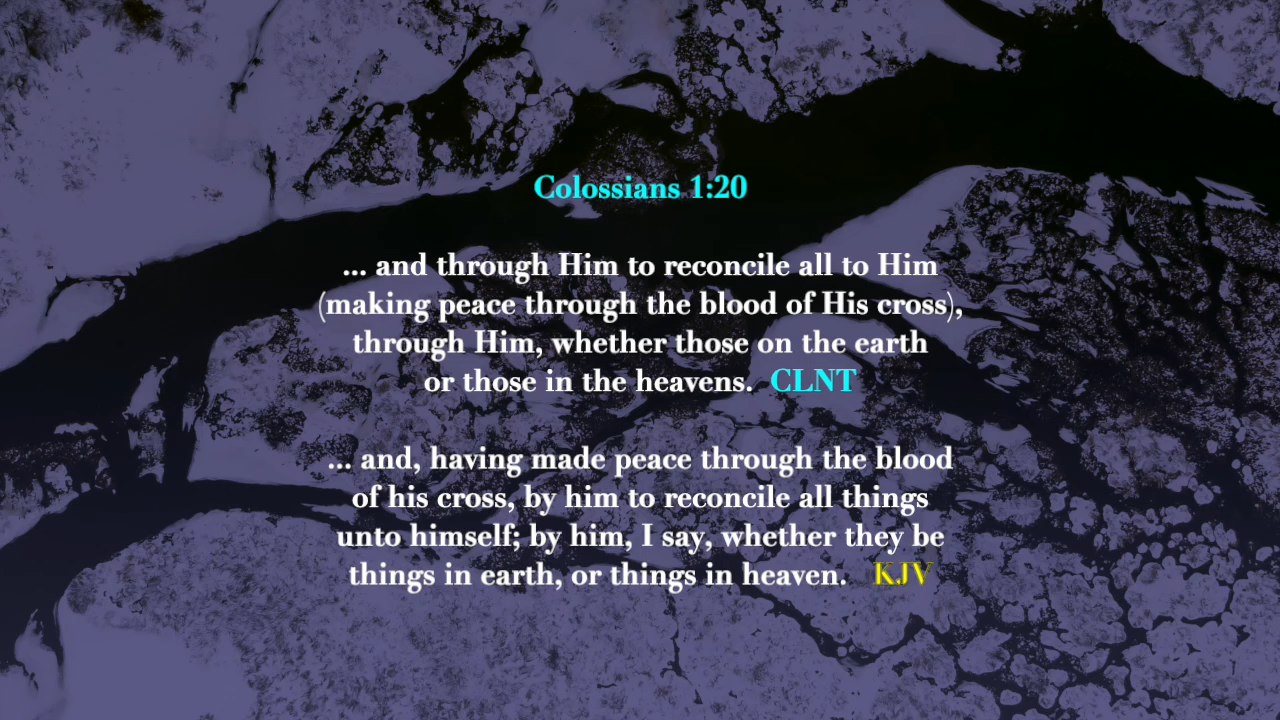 Colossians 1:20
... and through Him to reconcile all to Him
(making peace through the blood of His cross),
through Him, whether those on the earth
or those in the heavens. CLNT
... and, having made peace through the blood
of his cross, by him to reconcile all things
unto himself; by him, I say, whether they be
things in earth, or things in heaven. KJV